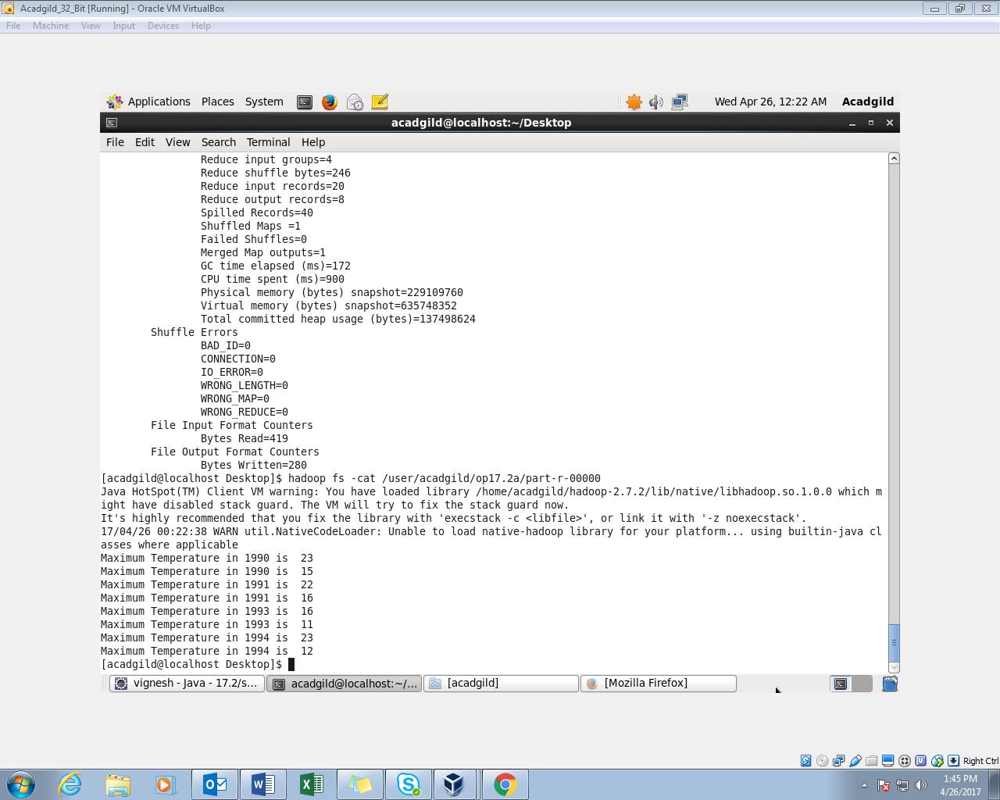 Acadgild_32_Bit [Running] - Oracle VM VirtualBox
File Machine View Input Devices Help
Applications Places System Wed Apr 26, 12:22 AM Acadgild
acadgild@localhost:~/Desktop
File Edit View Search Terminal Help
Reduce input groups=4
Reduce shuffle bytes=246
Reduce input records=20
Reduce output records=8
Spilled Records=40
Shuffled Maps =1
Failed Shuffles=0
Merged Map outputs=1
GC time elapsed (ms)=172
CPU time spent (ms)=900
Physical memory (bytes) snapshot=229109760
Virtual memory (bytes) snapshot=635748352
Total committed heap usage (bytes)=137498624
Shuffle Errors
BAD_ID=0
CONNECTION=0
IO_ERROR=0
WRONG_LENGTH=0
WRONG_MAP=0
WRONG_REDUCE=0
File Input Format Counters
Bytes Read=419
File Output Format Counters
Bytes Written=280
[acadgild@localhost Desktop]$ hadoop fs -cat /user/acadgild/op17.2a/part-r-00000
Java HotSpot(TM) Client VM warning: You have loaded library /home/acadgild/hadoop-2.7.2/lib/native/libhadoop.so.1.0.0 which m
ight have disabled stack guard. The VM will try to fix the stack guard now.
It's highly recommended that you fix the library with 'execstack -c <libfile>', or link it with '-z noexecstack'.
17/04/26 00:22:38 WARN util.NativeCodeLoader: Unable to load native-hadoop library for your platform... using builtin-java cl
asses where applicable
Maximum Temperature in 1990 is  23
Maximum Temperature in 1990 is  15
Maximum Temperature in 1991 is  22
Maximum Temperature in 1991 is  16
Maximum Temperature in 1993 is  16
Maximum Temperature in 1993 is  11
Maximum Temperature in 1994 is  23
Maximum Temperature in 1994 is  12
[acadgild@localhost Desktop]$
vignesh - Java - 17.2/s... acadgild@localhost:~/... [acadgild] [Mozilla Firefox]
Right Ctrl
1:45 PM
4/26/2017